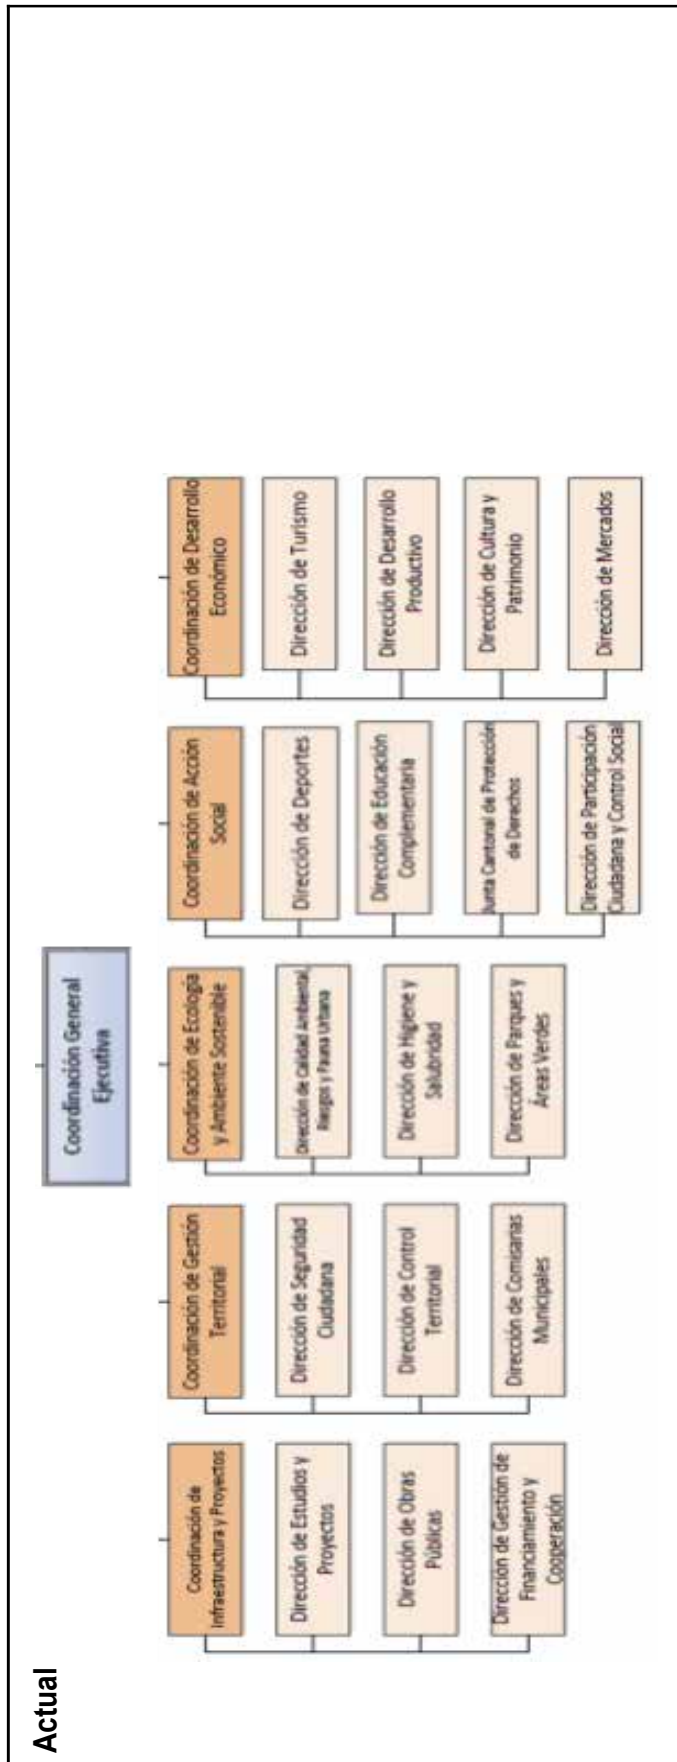 Actual
Coordinación General
Ejecutiva
Coordinación de
Infraestructura y Proyectos
Dirección de Estudios y
Proyectos
Dirección de Obras
Públicas
Dirección de Gestión de
Financiamiento y
Cooperación
Coordinación de Gestión
Territorial
Dirección de Seguridad
Ciudadana
Dirección de Control
Territorial
Dirección de Comisarias
Municipales
Coordinación de Ecología
y Ambiente Sostenible
Dirección de Calidad Ambiental,
Riesgos y Fauna Urbana
Dirección de Higiene y
Salubridad
Dirección de Parques y
Áreas Verdes
Coordinación de Acción
Social
Dirección de Deportes
Dirección de Educación
Complementaria
Junta Cantonal de Protección
de Derechos
Dirección de Participación
Ciudadana y Control Social
Coordinación de Desarrollo
Económico
Dirección de Turismo
Dirección de Desarrollo
Productivo
Dirección de Cultura y
Patrimonio
Dirección de Mercados